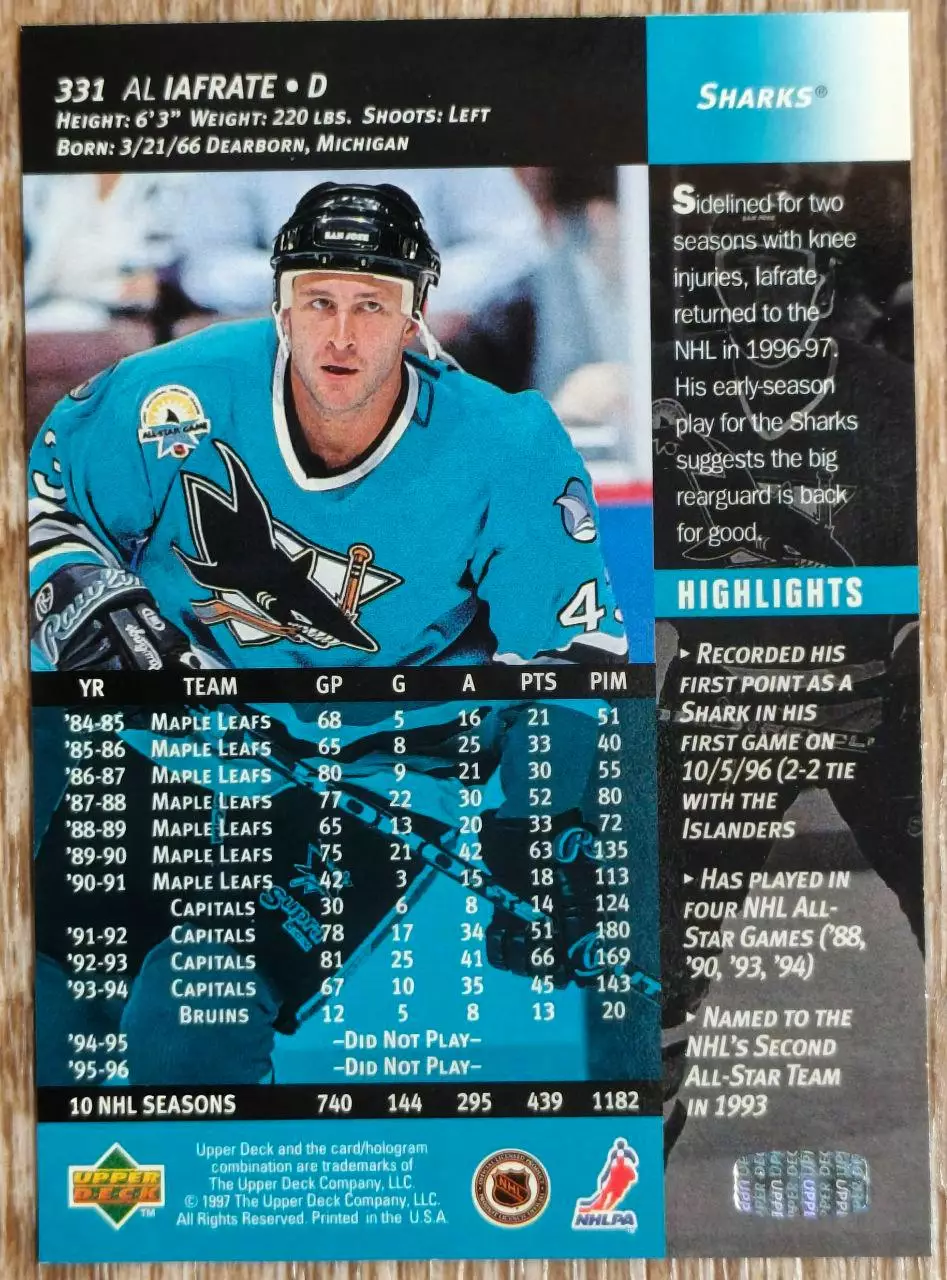 331 AL IAFRATE • D
HEIGHT: 6'3" WEIGHT: 220 LBS. SHOOTS: LEFT
BORN: 3/21/66 DEARBORN, MICHIGAN
SHARKS®
SAN JOSE
ALL-STAR GAME
Rawlings
4
Sidelined for two
seasons with knee
injuries, Iafrate
returned to the
NHL in 1996-97.
His early-season
play for the Sharks
suggests the big
rearguard is back
for good.
HIGHLIGHTS
▸ RECORDED HIS
FIRST POINT AS A
SHARK IN HIS
FIRST GAME ON
10/5/96 (2-2 TIE
WITH THE
ISLANDERS
▸ HAS PLAYED IN
FOUR NHL ALL-
STAR GAMES ('88,
'90, '93, '94)
▸ NAMED TO THE
NHL'S SECOND
ALL-STAR TEAM
IN 1993
YR TEAM GP G A PTS PIM
'84-85 MAPLE LEAFS 68 5 16 21 51
'85-86 MAPLE LEAFS 65 8 25 33 40
'86-87 MAPLE LEAFS 80 9 21 30 55
'87-88 MAPLE LEAFS 77 22 30 52 80
'88-89 MAPLE LEAFS 65 13 20 33 72
'89-90 MAPLE LEAFS 75 21 42 63 135
'90-91 MAPLE LEAFS 42 3 15 18 113
CAPITALS 30 6 8 14 124
'91-92 CAPITALS 78 17 34 51 180
'92-93 CAPITALS 81 25 41 66 169
'93-94 CAPITALS 67 10 35 45 143
BRUINS 12 5 8 13 20
'94-95 –DID NOT PLAY–
'95-96 –DID NOT PLAY–
10 NHL SEASONS 740 144 295 439 1182
Supra
UPPER
DECK
TM
Upper Deck and the card/hologram
combination are trademarks of
The Upper Deck Company, LLC.
© 1997 The Upper Deck Company, LLC.
All Rights Reserved. Printed in the U.S.A.
NHL
NHLPA
UPPER DECK